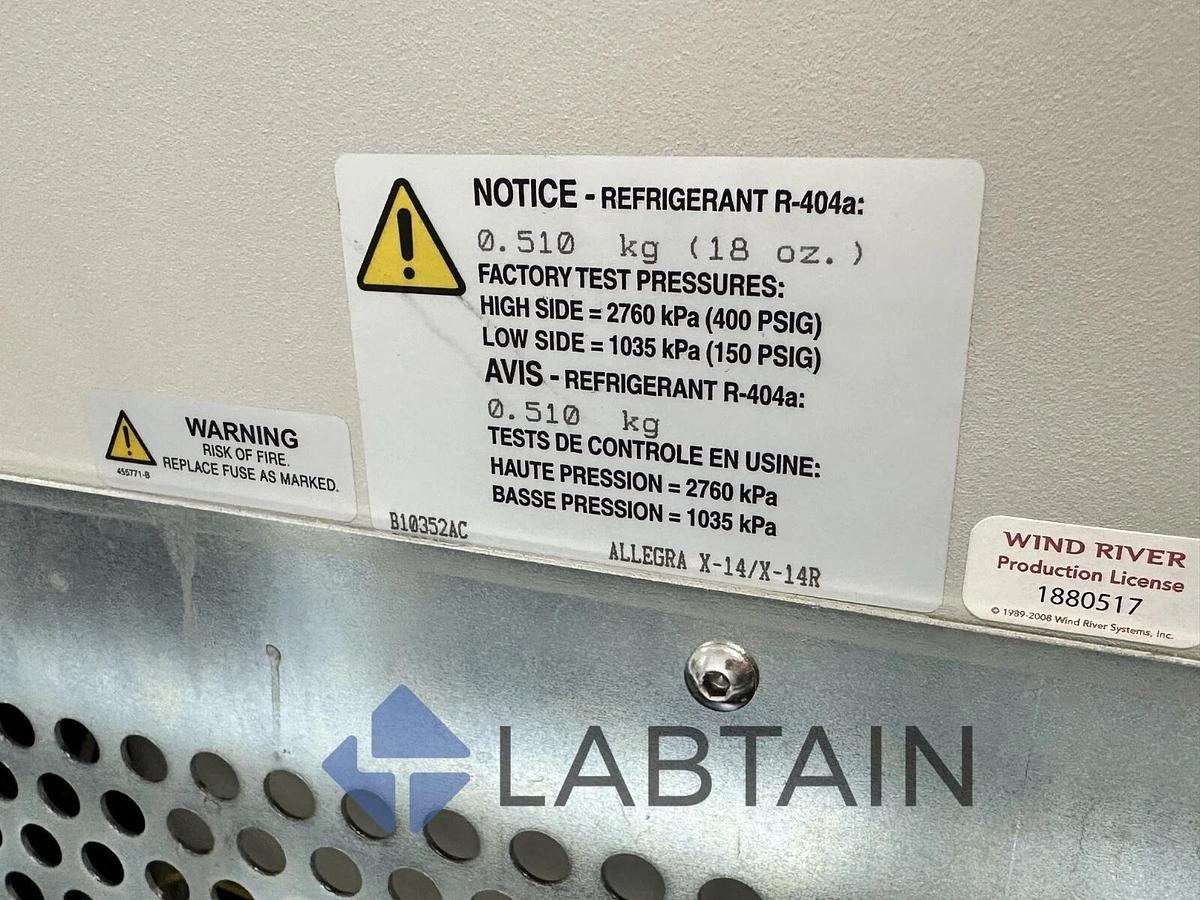 NOTICE - REFRIGERANT R-404a:
0.510 kg (18 oz.)
FACTORY TEST PRESSURES:
HIGH SIDE = 2760 kPa (400 PSIG)
LOW SIDE = 1035 kPa (150 PSIG)
AVIS - REFRIGERANT R-404a:
0.510 kg
TESTS DE CONTROLE EN USINE:
HAUTE PRESSION = 2760 kPa
BASSE PRESSION = 1035 kPa
B10352AC
ALLEGRA X-14/X-14R
WARNING
RISK OF FIRE.
REPLACE FUSE AS MARKED.
455771-B
WIND RIVER
Production License
1880517
© 1989-2008 Wind River Systems, Inc.
LABTAIN